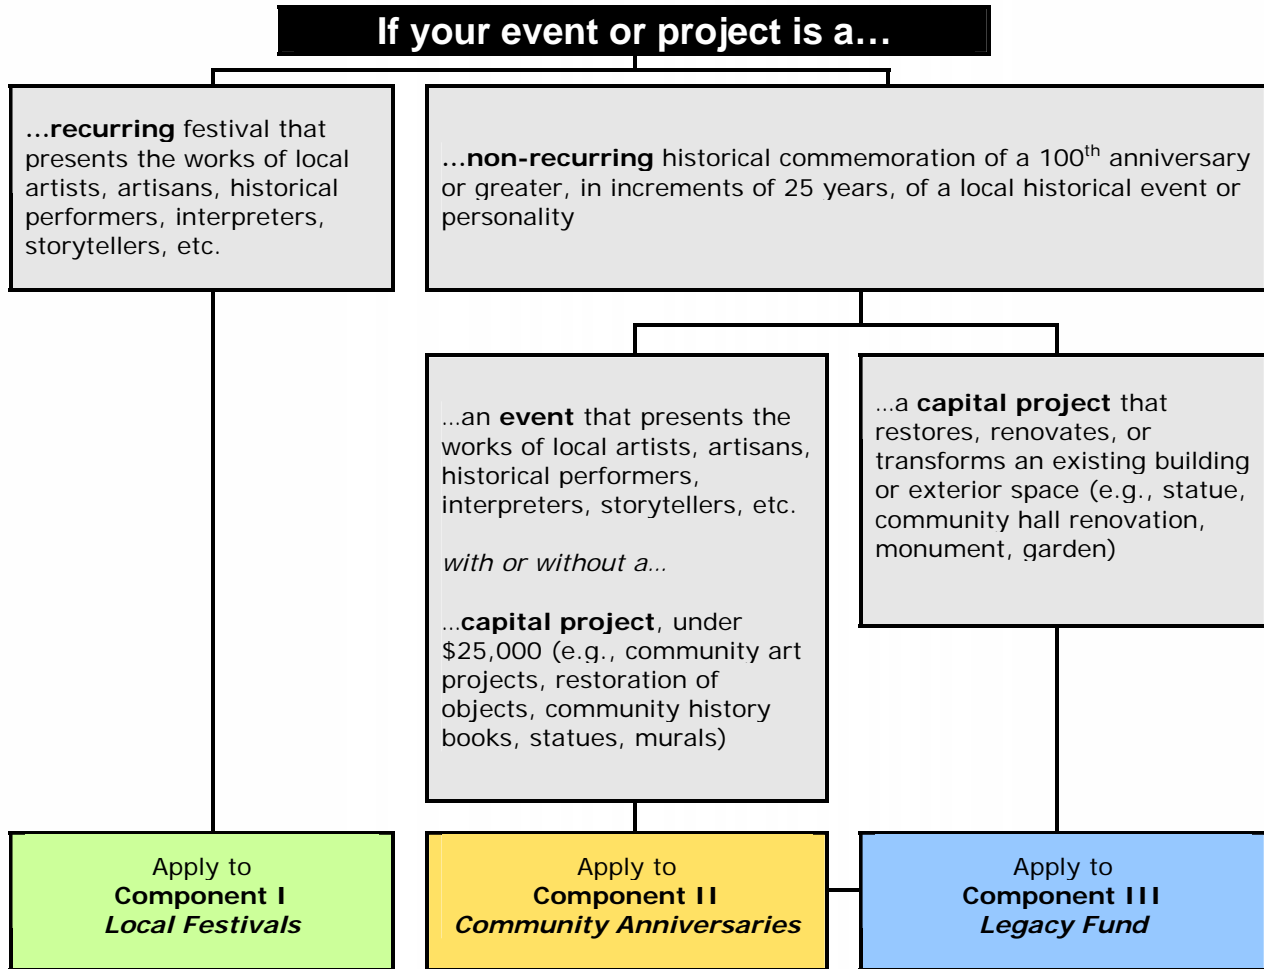 If your event or project is a…
…recurring festival that
presents the works of local
artists, artisans, historical
performers, interpreters,
storytellers, etc.
…non-recurring historical commemoration of a 100th anniversary
or greater, in increments of 25 years, of a local historical event or
personality
…an event that presents the
works of local artists, artisans,
historical performers,
interpreters, storytellers, etc.
with or without a…
…capital project, under
$25,000 (e.g., community art
projects, restoration of
objects, community history
books, statues, murals)
…a capital project that
restores, renovates, or
transforms an existing building
or exterior space (e.g., statue,
community hall renovation,
monument, garden)
Apply to
Component I
Local Festivals
Apply to
Component II
Community Anniversaries
Apply to
Component III
Legacy Fund